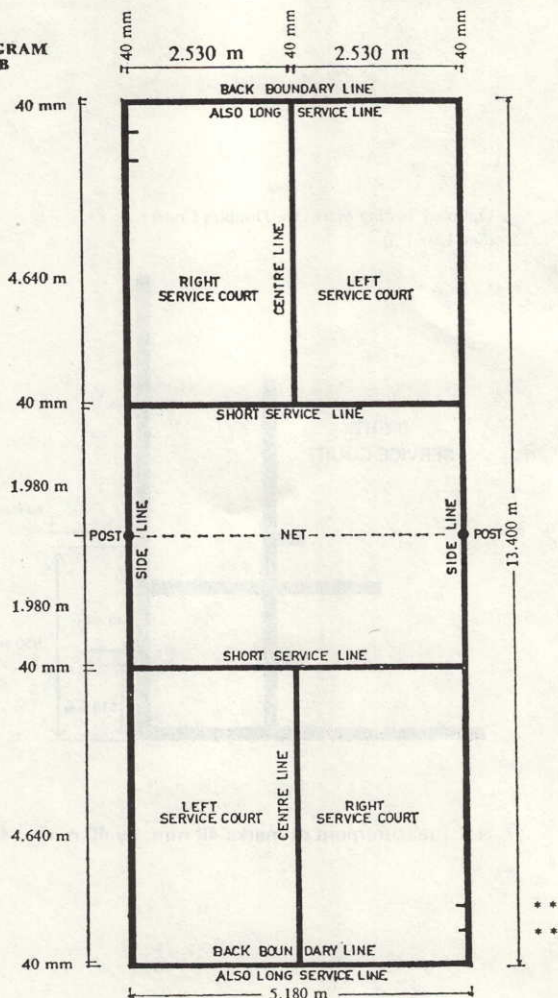 GRAM
B
40 mm 40 mm 40 mm
2.530 m 2.530 m
BACK BOUNDARY LINE
40 mm
ALSO LONG SERVICE LINE
4.640 m
CENTRE LINE
RIGHT SERVICE COURT
LEFT SERVICE COURT
40 mm
SHORT SERVICE LINE
1.980 m
SIDE LINE
SIDE LINE
POST NET POST
13.400 m
1.980 m
SHORT SERVICE LINE
40 mm
CENTRE LINE
LEFT SERVICE COURT
RIGHT SERVICE COURT
4.640 m
* *
* *
BACK BOUNDARY LINE
40 mm
ALSO LONG SERVICE LINE
5.180 m